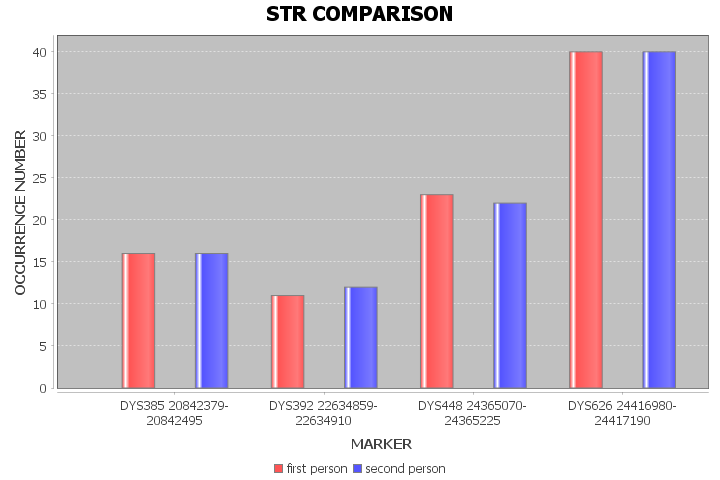 STR COMPARISON
OCCURRENCE NUMBER
40
35
30
25
20
15
10
5
0
DYS385 20842379-
20842495
DYS392 22634859-
22634910
DYS448 24365070-
24365225
DYS626 24416980-
24417190
MARKER
first person
second person